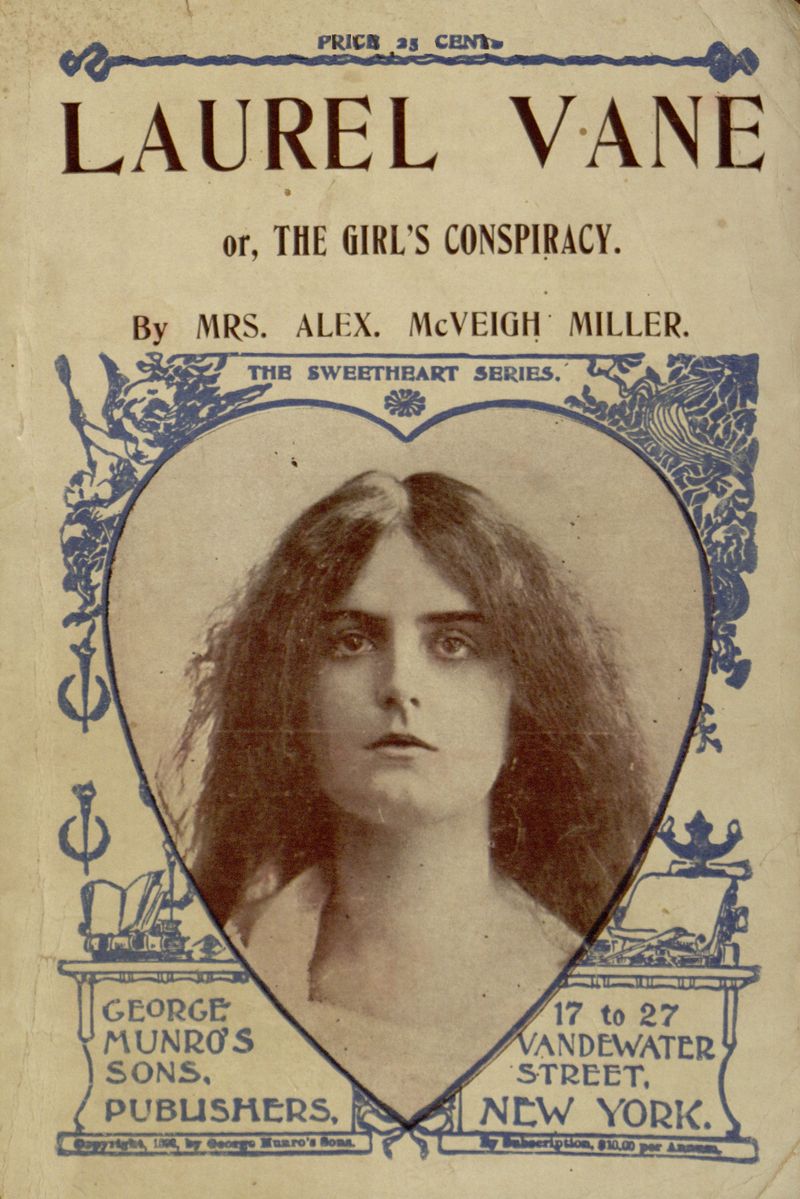 PRICE 25 CENTS
LAUREL VANE
or, THE GIRL'S CONSPIRACY.
By MRS. ALEX. McVEIGH MILLER.
THE SWEETHEART SERIES.
GEORGE
MUNRO'S
SONS,
PUBLISHERS,
17 to 27
VANDEWATER
STREET,
NEW YORK.
Copyright, by George Munro's Sons.
By Subscription, $10.00 per Annum.